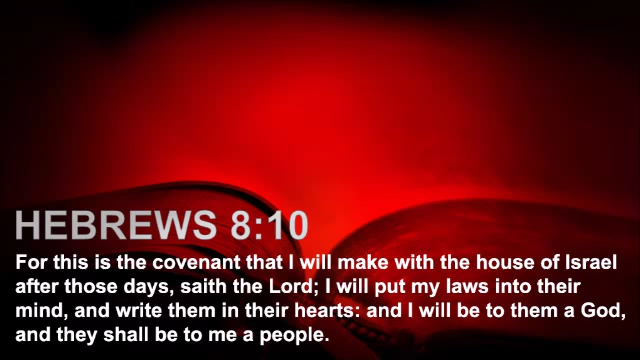 HEBREWS 8:10
For this is the covenant that I will make with the house of Israel
after those days, saith the Lord; I will put my laws into their
mind, and write them in their hearts: and I will be to them a God,
and they shall be to me a people.